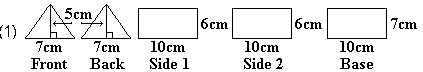 (1) 5cm 6cm 6cm 7cm
7cm 7cm 10cm 10cm 10cm
Front Back Side 1 Side 2 Base